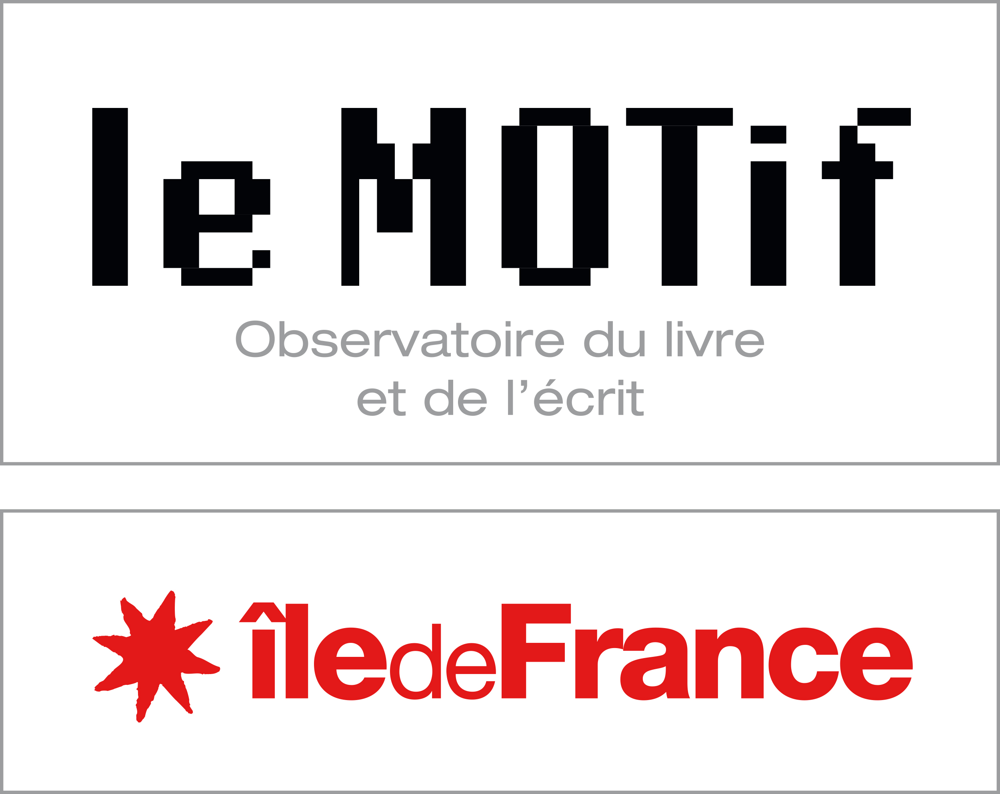 le MOTif
Observatoire du livre
et de l’écrit
îledeFrance